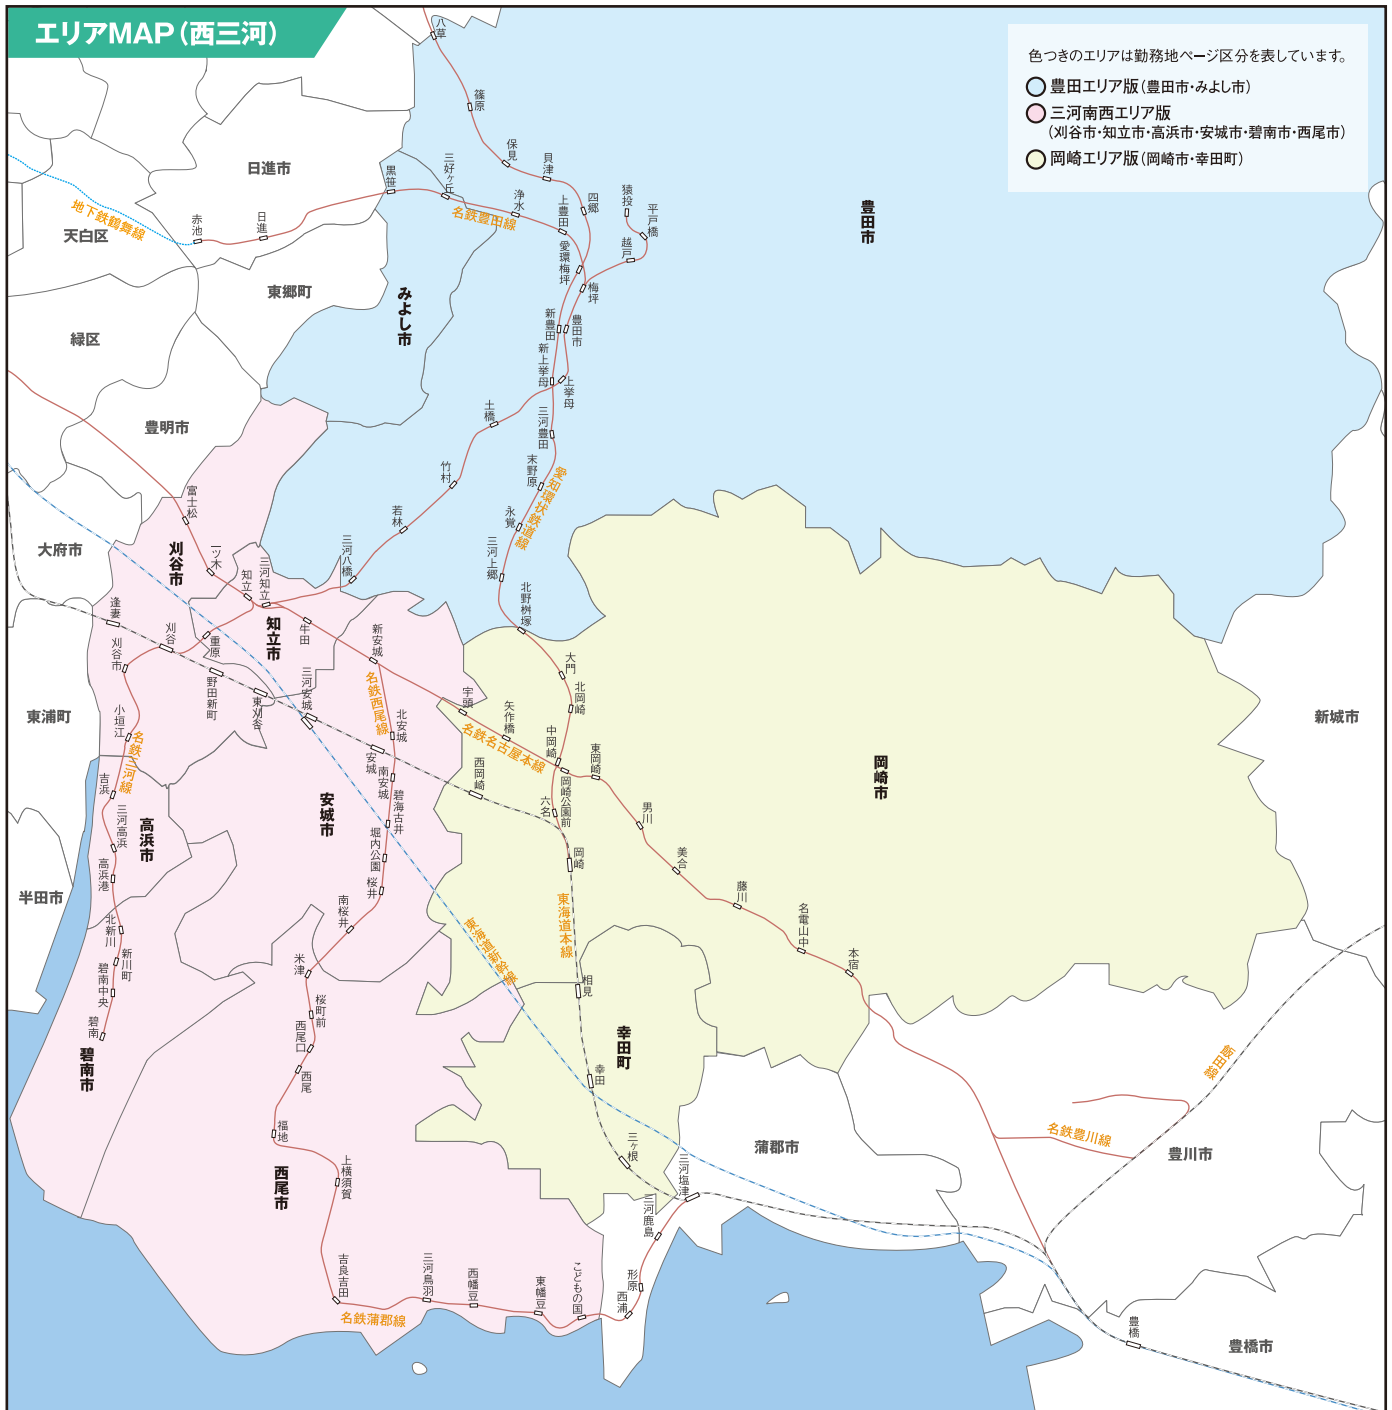 エリアMAP（西三河）
色つきのエリアは勤務地ページ区分を表しています。
豊田エリア版（豊田市・みよし市）
三河南西エリア版
（刈谷市・知立市・高浜市・安城市・碧南市・西尾市）
岡崎エリア版（岡崎市・幸田町）
八草
篠原
保見
貝津
四郷
猿投
平戸橋
越戸
三好ヶ丘
黒笹
浄水
上豊田
愛環梅坪
梅坪
名鉄豊田線
日進市
地下鉄鶴舞線
天白区
赤池
日進
東郷町
みよし市
豊田市
緑区
新豊田
豊田市
新上挙母
上挙母
三河豊田
土橋
竹村
若林
三河八橋
末野原
永覚
三河上郷
愛知環状鉄道線
北野桝塚
豊明市
大府市
富士松
一ツ木
刈谷市
知立
三河知立
知立市
牛田
新安城
逢妻
刈谷
刈谷市
重原
野田新町
東刈谷
三河安城
名鉄西尾線
北安城
安城
南安城
碧海古井
堀内公園
桜井
南桜井
米津
桜町前
西尾口
西尾
福地
上横須賀
吉良吉田
東浦町
小垣江
名鉄三河線
吉浜
三河高浜
高浜市
高浜港
北新川
新川町
碧南中央
碧南
碧南市
半田市
安城市
西尾市
宇頭
矢作橋
名鉄名古屋本線
大門
北岡崎
中岡崎
岡崎公園前
東岡崎
西岡崎
六名
岡崎
男川
美合
藤川
名電山中
本宿
岡崎市
新城市
東海道本線
東海道新幹線
相見
幸田町
幸田
三ヶ根
三河塩津
三河鹿島
形原
西浦
こどもの国
東幡豆
西幡豆
三河鳥羽
名鉄蒲郡線
蒲郡市
飯田線
名鉄豊川線
豊川市
豊橋
豊橋市